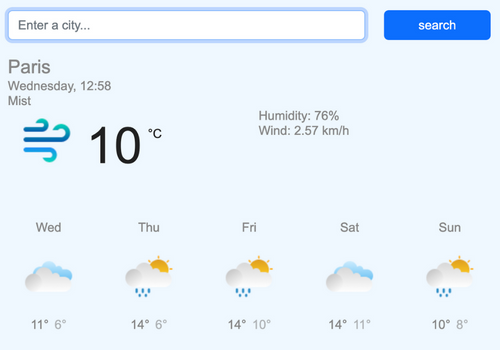 Enter a city...
search
Paris
Wednesday, 12:58
Mist
10 °C
Humidity: 76%
Wind: 2.57 km/h
Wed Thu Fri Sat Sun
11° 6° 14° 6° 14° 10° 14° 11° 10° 8°